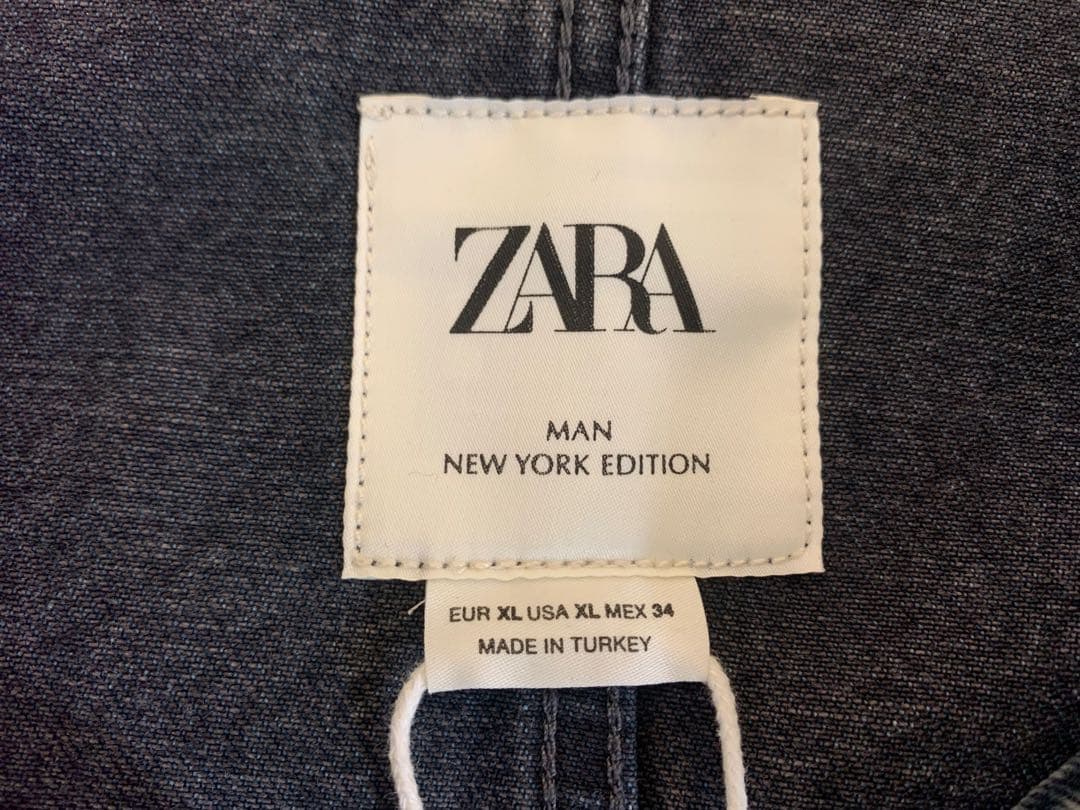 ZARA
MAN
NEW YORK EDITION
EUR XL USA XL MEX 34
MADE IN TURKEY